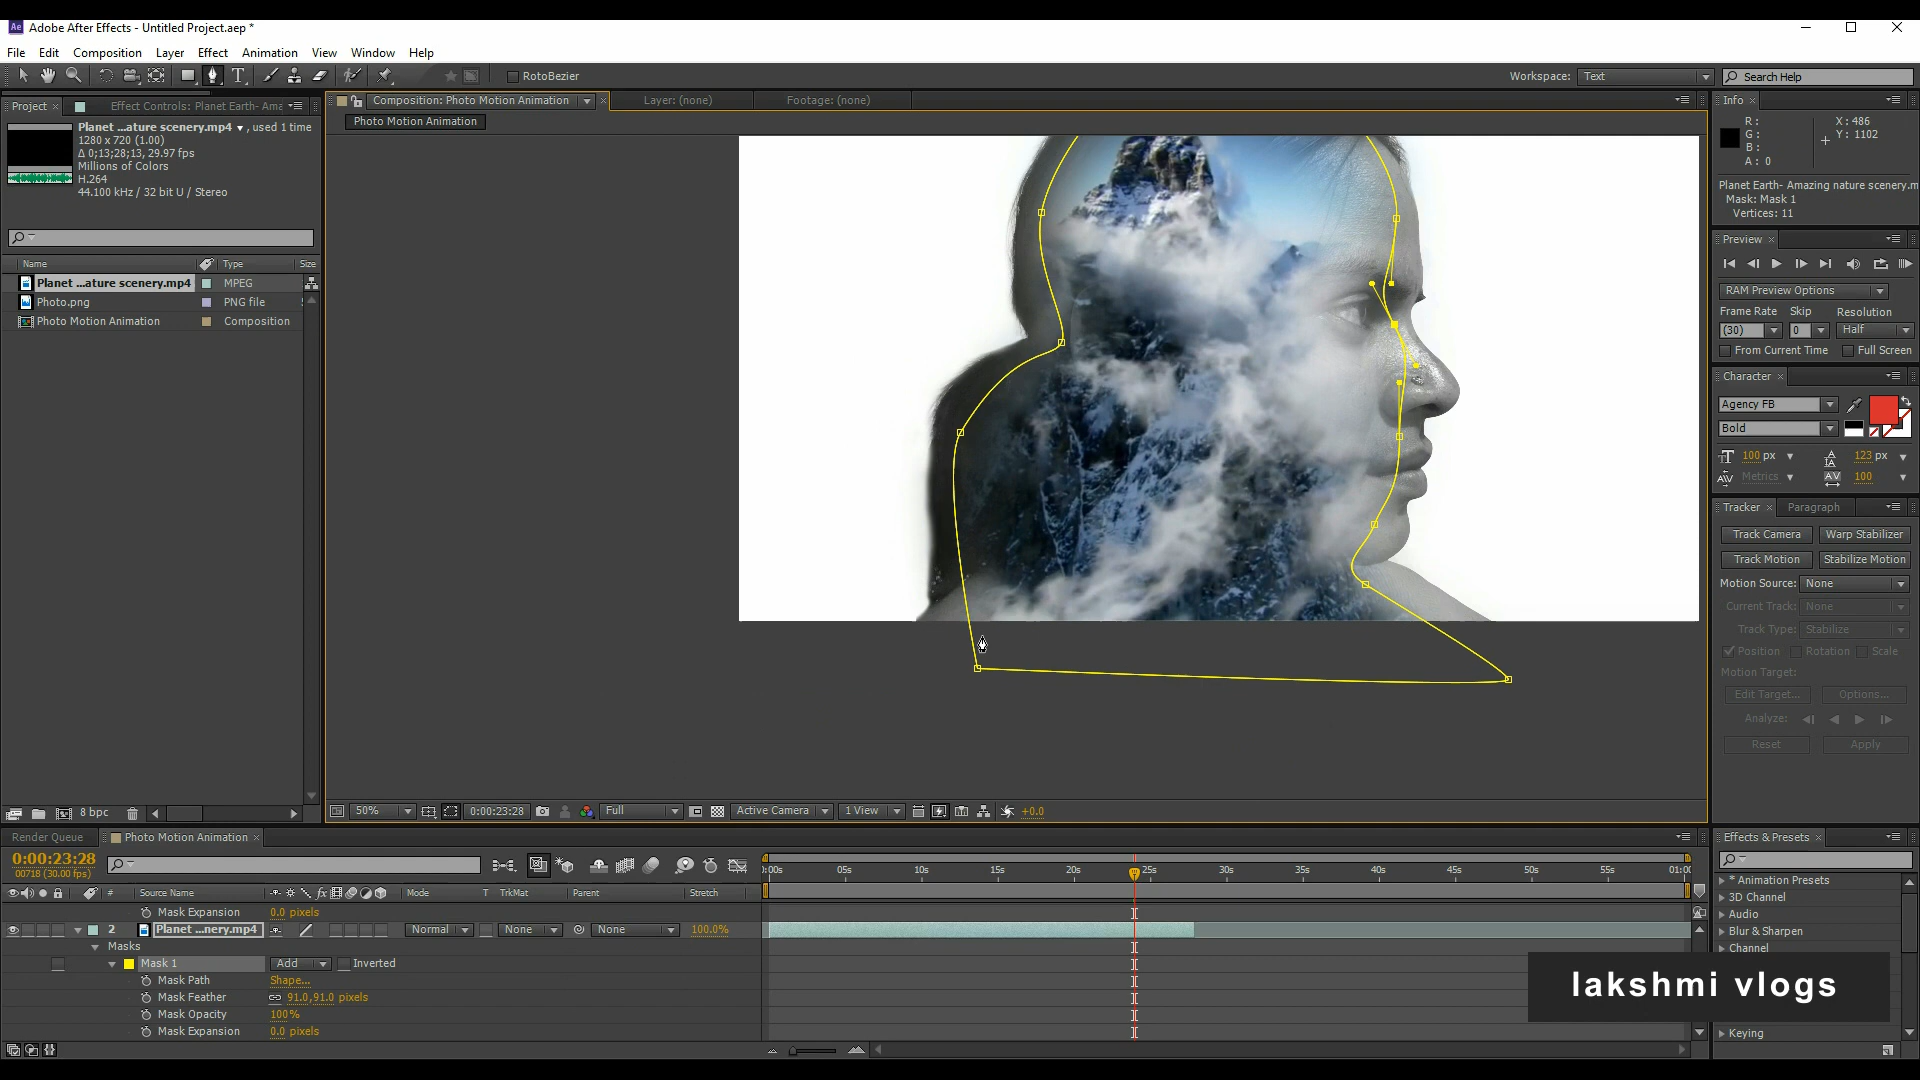 Ae Adobe After Effects - Untitled Project.aep *
File Edit Composition Layer Effect Animation View Window Help
RotoBezier
Workspace: Text
Search Help
Project
Effect Controls: Planet Earth- Ama
Composition: Photo Motion Animation
Layer: (none)
Footage: (none)
Photo Motion Animation
Planet ...ature scenery.mp4 , used 1 time
1280 x 720 (1.00)
Δ 0;13;28;13, 29.97 fps
Millions of Colors
H.264
44.100 kHz / 32 bit U / Stereo
Name Type Size
Planet ...ature scenery.mp4 MPEG
Photo.png PNG file
Photo Motion Animation Composition
8 bpc
50% 0:00:23:28 Full Active Camera 1 View +0.0
Info
R :
G :
B :
A : 0
X : 486
Y : 1102
Planet Earth- Amazing nature scenery.m
Mask: Mask 1
Vertices: 11
Preview
RAM Preview Options
Frame Rate Skip Resolution
(30) 0 Half
From Current Time Full Screen
Character
Agency FB
Bold
100 px 123 px
Metrics 100
Tracker Paragraph
Track Camera Warp Stabilizer
Track Motion Stabilize Motion
Motion Source: None
Current Track: None
Track Type: Stabilize
Position Rotation Scale
Motion Target:
Edit Target... Options...
Analyze:
Reset Apply
Render Queue Photo Motion Animation
0:00:23:28
00718 (30.00 fps)
# Source Name fx Mode T TrkMat Parent Stretch
):00s 05s 10s 15s 20s 25s 30s 35s 40s 45s 50s 55s 01:00
Mask Expansion 0.0 pixels
2 Planet ...nery.mp4 Normal None None 100.0%
Masks
Mask 1 Add Inverted
Mask Path Shape...
Mask Feather 91.0,91.0 pixels
Mask Opacity 100%
Mask Expansion 0.0 pixels
Effects & Presets
* Animation Presets
3D Channel
Audio
Blur & Sharpen
Channel
lakshmi vlogs
Keying